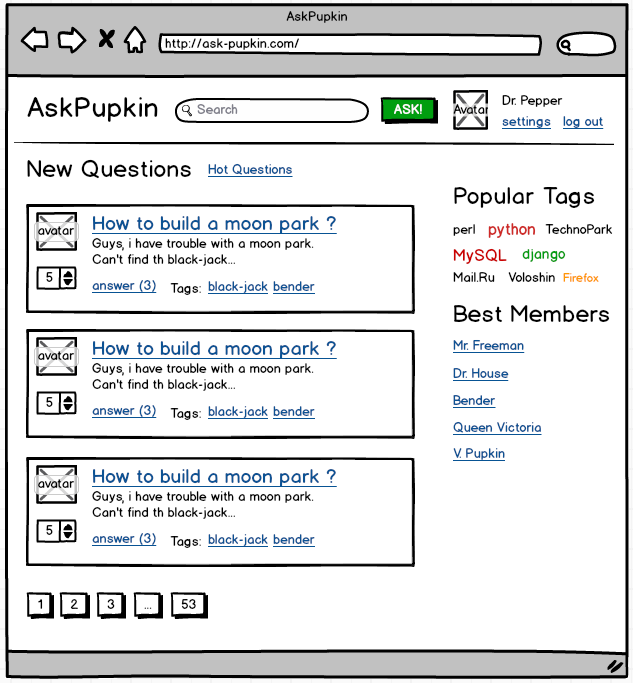 AskPupkin
http://ask-pupkin.com/
AskPupkin
Search
ASK!
Avatar
Dr. Pepper
settings log out
New Questions Hot Questions
avatar
How to build a moon park ?
Guys, i have trouble with a moon park.
Can't find th black-jack...
5
answer (3) Tags: black-jack bender
avatar
How to build a moon park ?
Guys, i have trouble with a moon park.
Can't find th black-jack...
5
answer (3) Tags: black-jack bender
avatar
How to build a moon park ?
Guys, i have trouble with a moon park.
Can't find th black-jack...
5
answer (3) Tags: black-jack bender
1 2 3 ... 53
Popular Tags
perl python TechnoPark
MySQL django
Mail.Ru Voloshin Firefox
Best Members
Mr. Freeman
Dr. House
Bender
Queen Victoria
V. Pupkin